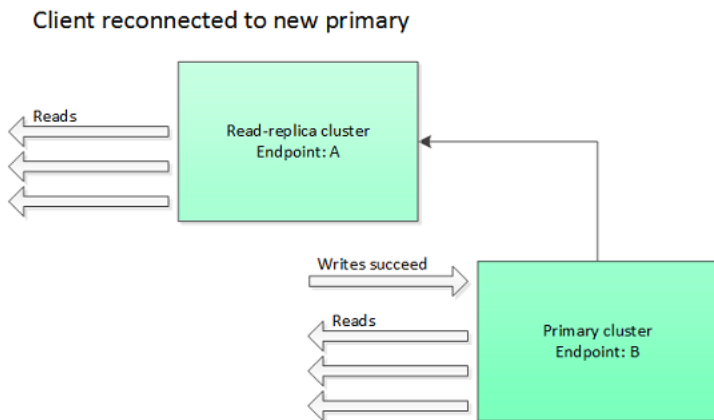 Client reconnected to new primary
Reads
Read-replica cluster
Endpoint: A
Writes succeed
Reads
Primary cluster
Endpoint: B